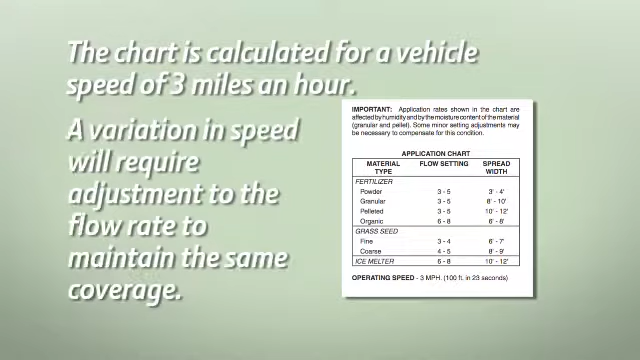 The chart is calculated for a vehicle
speed of 3 miles an hour.
A variation in speed
will require
adjustment to the
flow rate to
maintain the same
coverage.
IMPORTANT: Application rates shown in the chart are
affected by humidity and by the moisture content of the material
(granular and pellet). Some minor setting adjustments may
be necessary to compensate for this condition.
APPLICATION CHART
MATERIAL TYPE FLOW SETTING SPREAD WIDTH
FERTILIZER
Powder 3 - 5 3' - 4'
Granular 3 - 5 8' - 10'
Pelleted 3 - 5 10' - 12'
Organic 6 - 8 6' - 8'
GRASS SEED
Fine 3 - 4 6' - 7'
Coarse 4 - 5 8' - 9'
ICE MELTER 6 - 8 10' - 12'
OPERATING SPEED - 3 MPH. (100 ft. in 23 seconds)